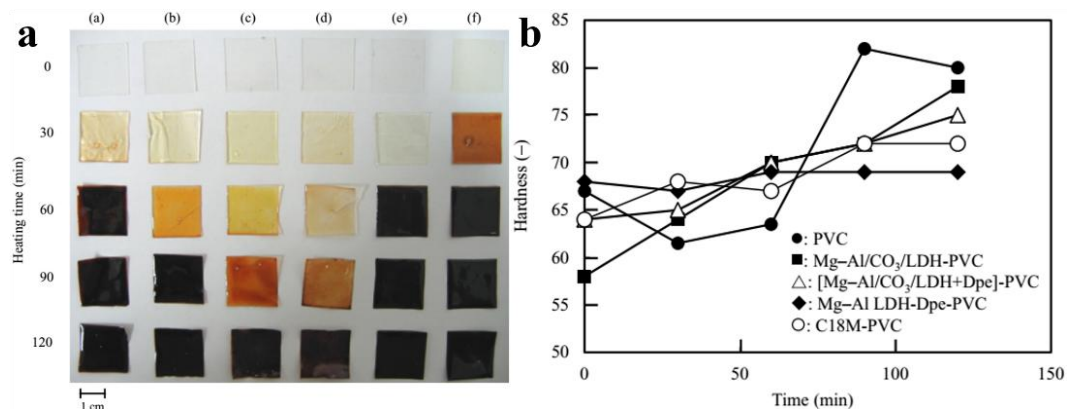 a
(a) (b) (c) (d) (e) (f)
Heating time (min)
0
30
60
90
120
1 cm
b
Hardness (–)
85
80
75
70
65
60
55
50
0 50 100 150
Time (min)
●: PVC
■: Mg–Al/CO₃/LDH-PVC
△: [Mg–Al/CO₃/LDH+Dpe]-PVC
◆: Mg–Al LDH-Dpe-PVC
○: C18M-PVC